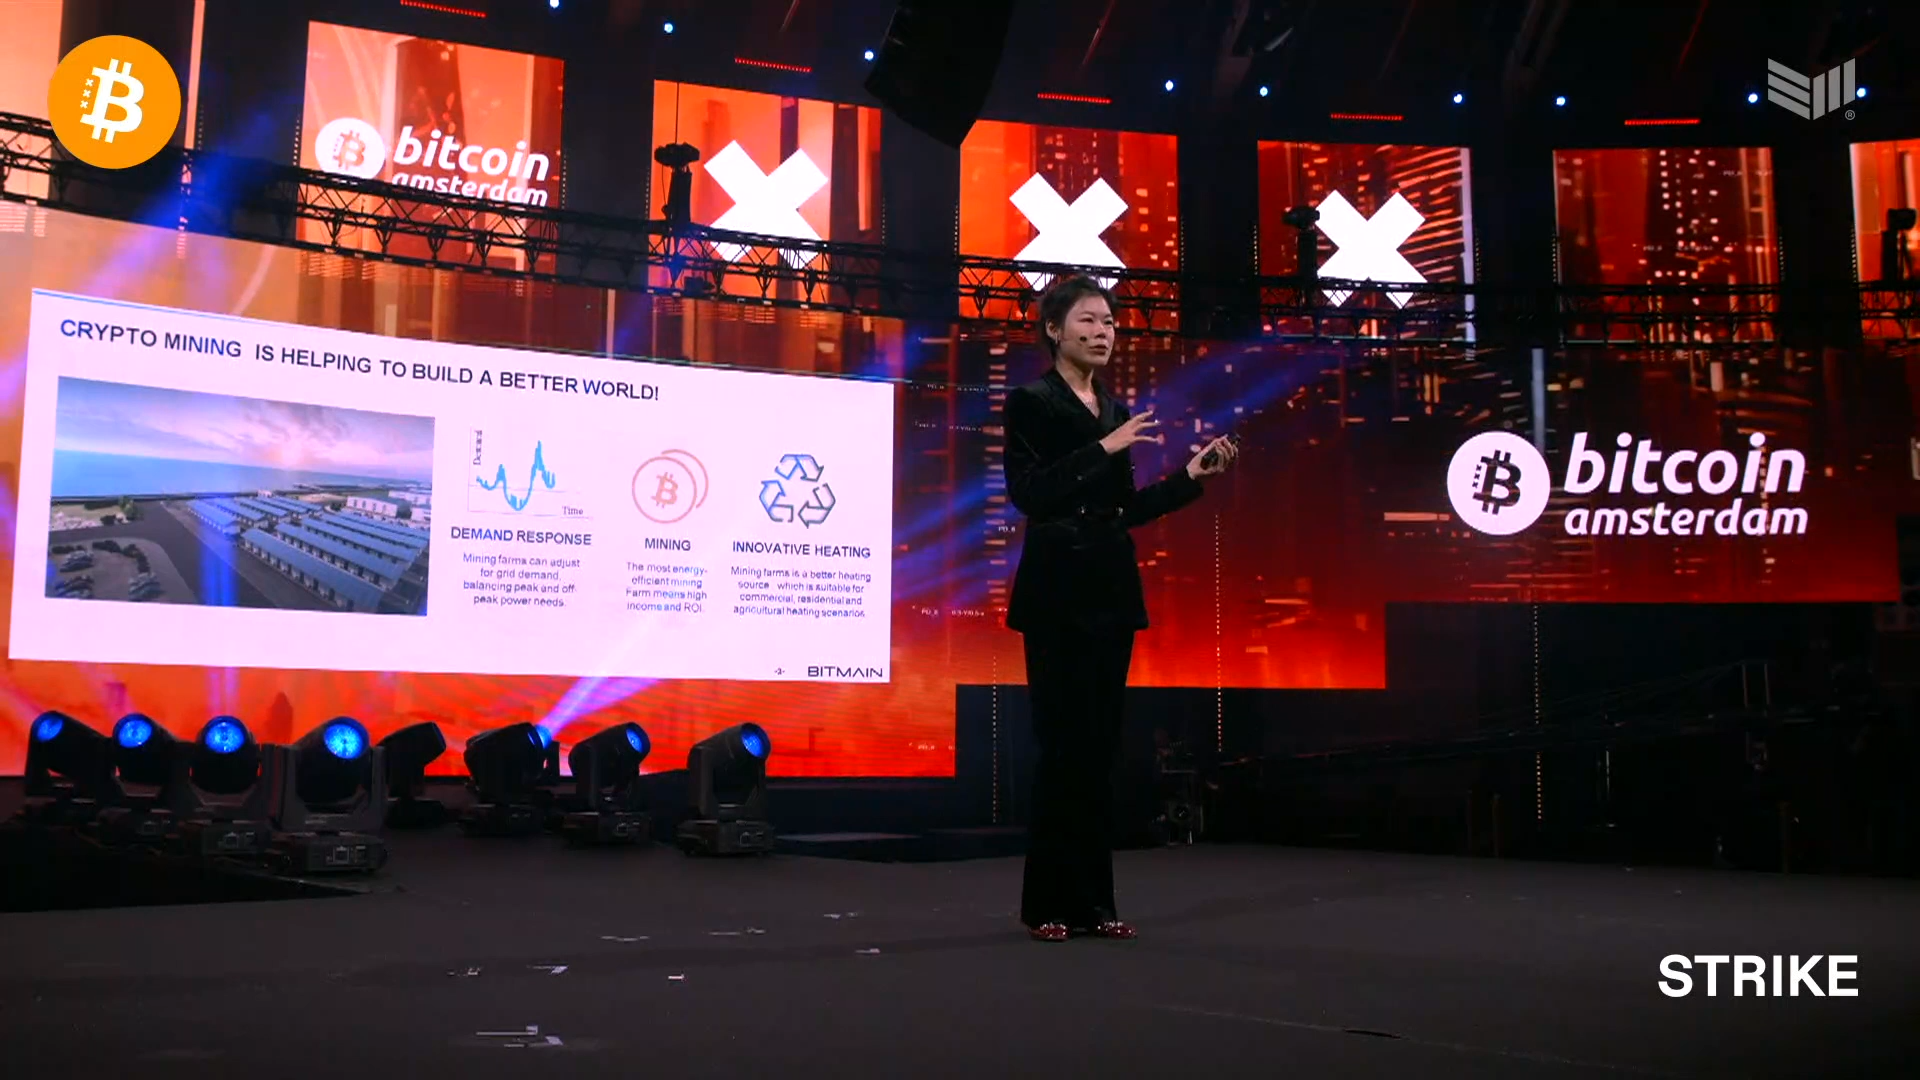 bitcoin
amsterdam
CRYPTO MINING IS HELPING TO BUILD A BETTER WORLD!
Demand
Time
DEMAND RESPONSE
Mining farms can adjust
for grid demand,
balancing peak and off-
peak power needs.
MINING
The most energy-
efficient mining
Farm means high
income and ROI.
INNOVATIVE HEATING
Mining farms is a better heating
source which is suitable for
commercial, residential and
agricultural heating scenarios.
-3- BITMAIN
bitcoin
amsterdam
STRIKE